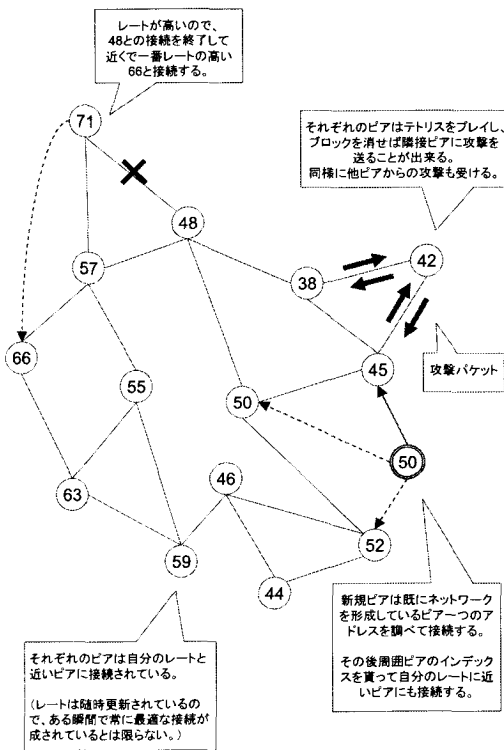 レートが高いので、
48との接続を終了して
近くで一番レートの高い
66と接続する。
71
それぞれのピアはテトリスをプレイし、
ブロックを消せば隣接ピアに攻撃を
送ることが出来る。
同様に他ピアからの攻撃も受ける。
48
42
38
57
66
攻撃パケット
45
55
50
50
46
63
52
59
44
新規ピアは既にネットワーク
を形成しているピア一つのア
ドレスを調べて接続する。
その後周囲ピアのインデック
スを貰って自分のレートに近
いピアにも接続する。
それぞれのピアは自分のレートと
近いピアに接続されている。
(レートは随時更新されているの
で、ある瞬間で常に最適な接続が
成されているとは限らない。)